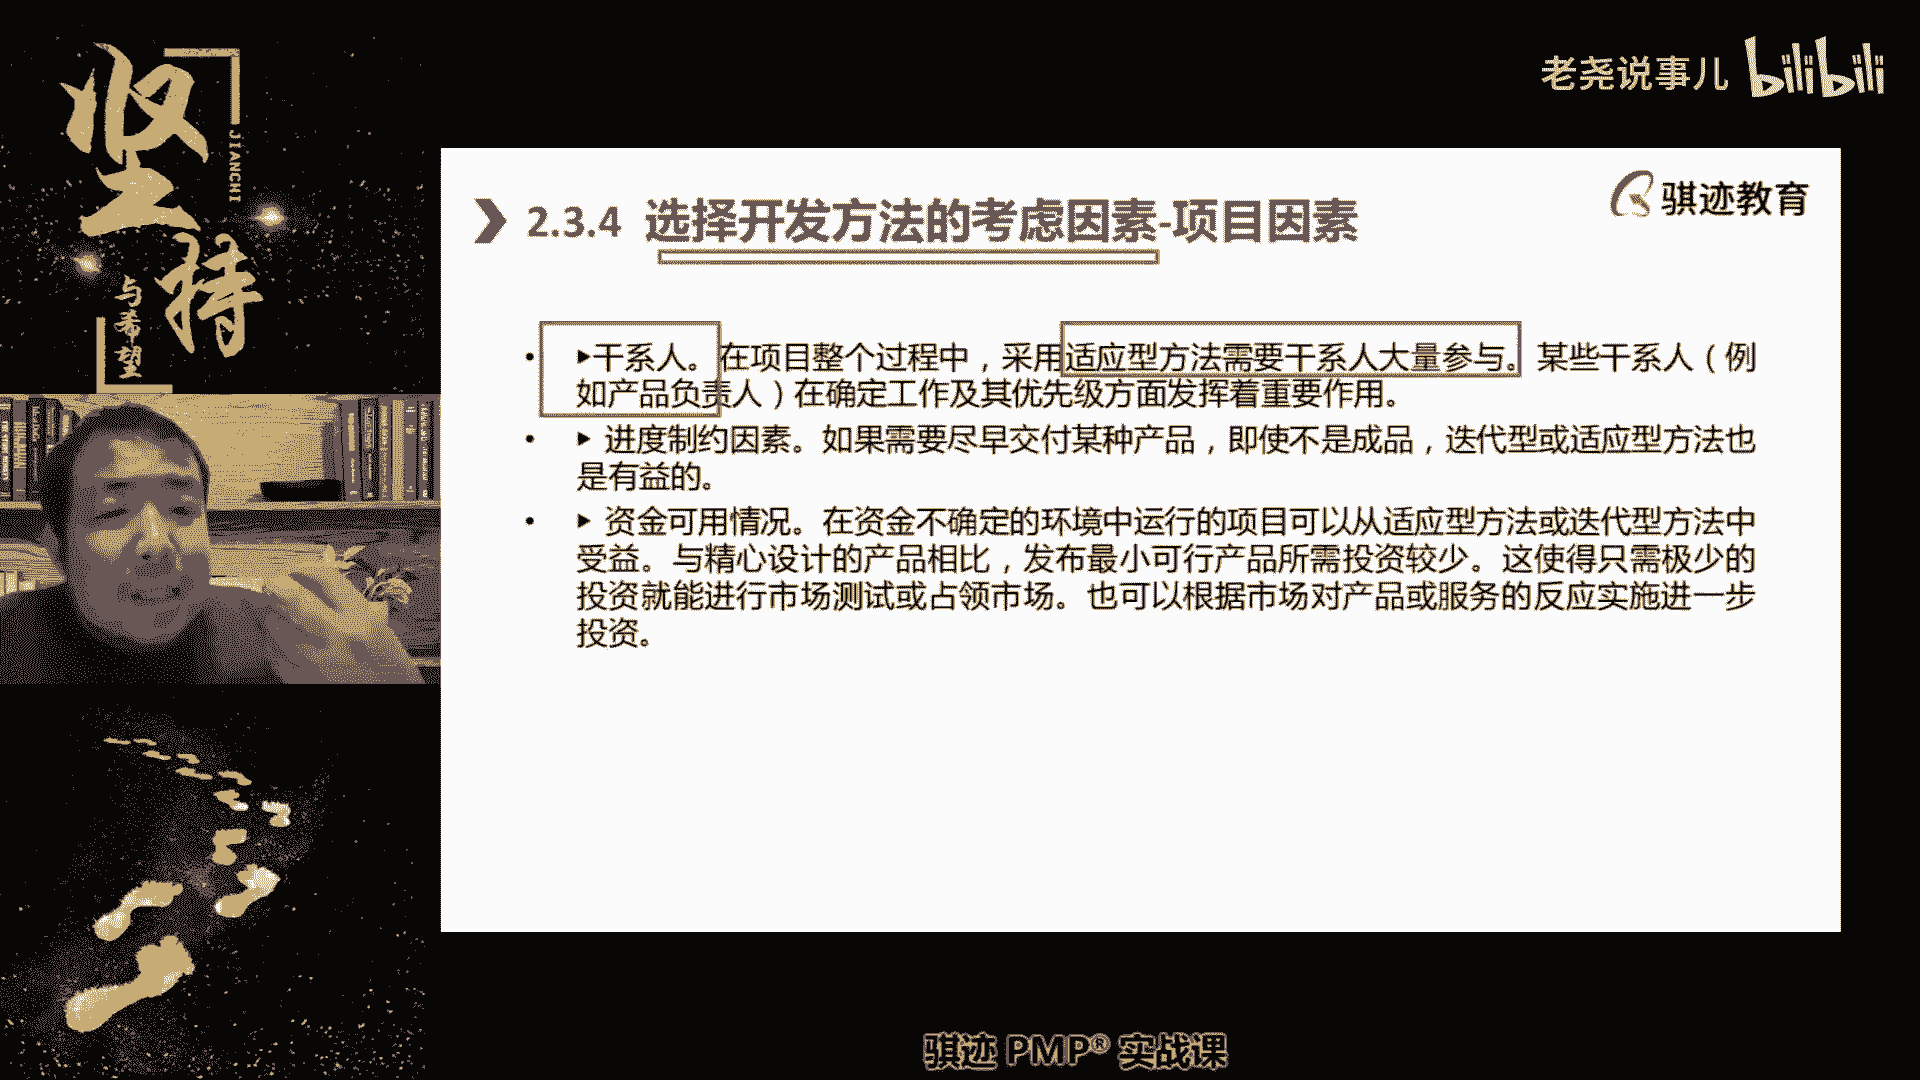 坚持
JIANCHI
与希望
老尧说事儿 bilibili
骐迹教育
2.3.4 选择开发方法的考虑因素-项目因素
• ▶干系人。在项目整个过程中，采用适应型方法需要干系人大量参与。某些干系人（例
如产品负责人）在确定工作及其优先级方面发挥着重要作用。
• ▶ 进度制约因素。如果需要尽早交付某种产品，即使不是成品，迭代型或适应型方法也
是有益的。
• ▶ 资金可用情况。在资金不确定的环境中运行的项目可以从适应型方法或迭代型方法中
受益。与精心设计的产品相比，发布最小可行产品所需投资较少。这使得只需极少的
投资就能进行市场测试或占领市场。也可以根据市场对产品或服务的反应实施进一步
投资。
骐迹 PMP® 实战课